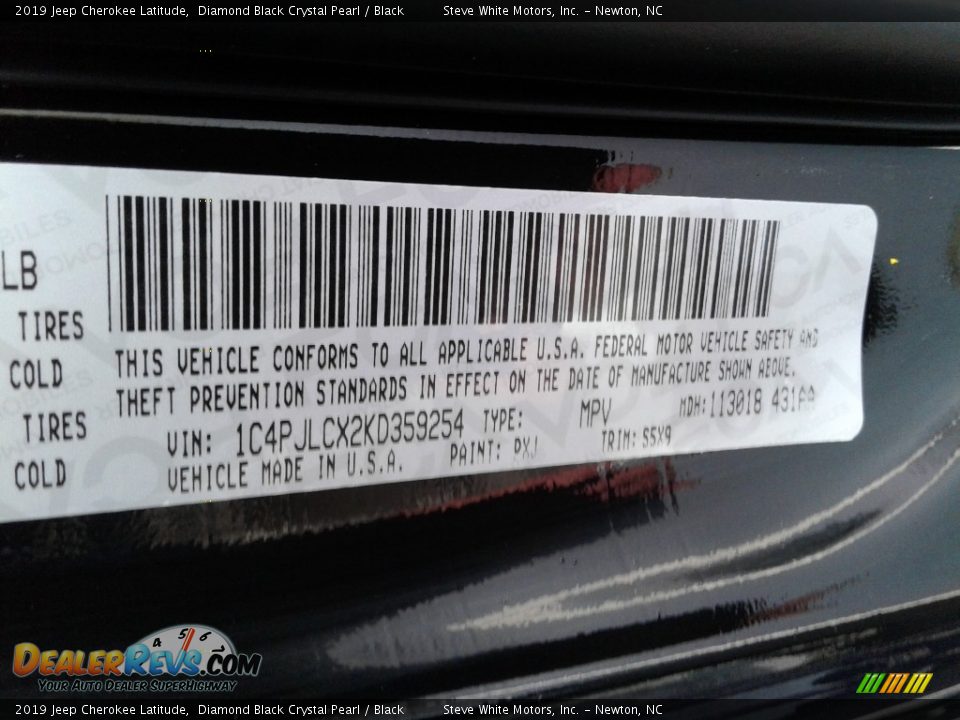 2019 Jeep Cherokee Latitude, Diamond Black Crystal Pearl / Black Steve White Motors, Inc. - Newton, NC
LB
TIRES
COLD
TIRES
COLD
THIS VEHICLE CONFORMS TO ALL APPLICABLE U.S.A. FEDERAL MOTOR VEHICLE SAFETY AND
THEFT PREVENTION STANDARDS IN EFFECT ON THE DATE OF MANUFACTURE SHOWN ABOVE.
VIN: 1C4PJLCX2KD359254 TYPE: MPV MDH:113018 431AA
VEHICLE MADE IN U.S.A. PAINT: PXJ TRIM: S5X9
4 5 6
DEALERREVS.COM
YOUR AUTO DEALER SUPERHIGHWAY
2019 Jeep Cherokee Latitude, Diamond Black Crystal Pearl / Black Steve White Motors, Inc. - Newton, NC